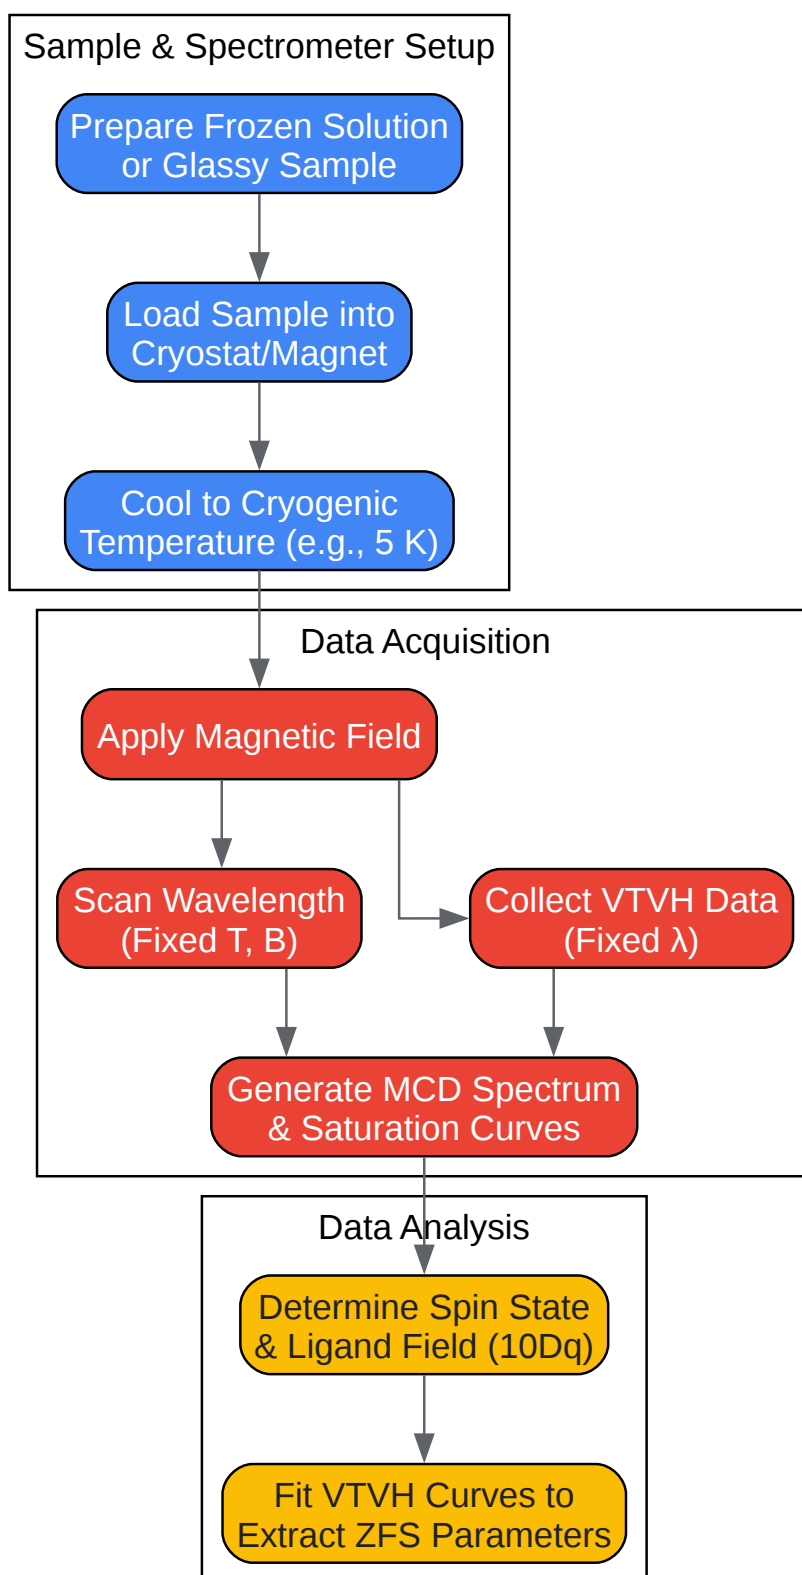 Sample & Spectrometer Setup
Prepare Frozen Solution
or Glassy Sample
Load Sample into
Cryostat/Magnet
Cool to Cryogenic
Temperature (e.g., 5 K)
Data Acquisition
Apply Magnetic Field
Scan Wavelength
(Fixed T, B)
Collect VTVH Data
(Fixed λ)
Generate MCD Spectrum
& Saturation Curves
Data Analysis
Determine Spin State
& Ligand Field (10Dq)
Fit VTVH Curves to
Extract ZFS Parameters